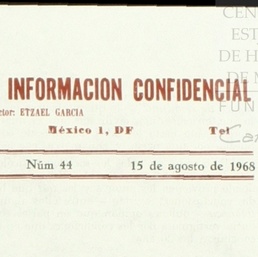 CEN
EST
DE H
DE M
FUN
Ca
INFORMACION CONFIDENCIAL
ctor: ETZAEL GARCIA
México 1, DF Tel
Núm 44 15 de agosto de 1968